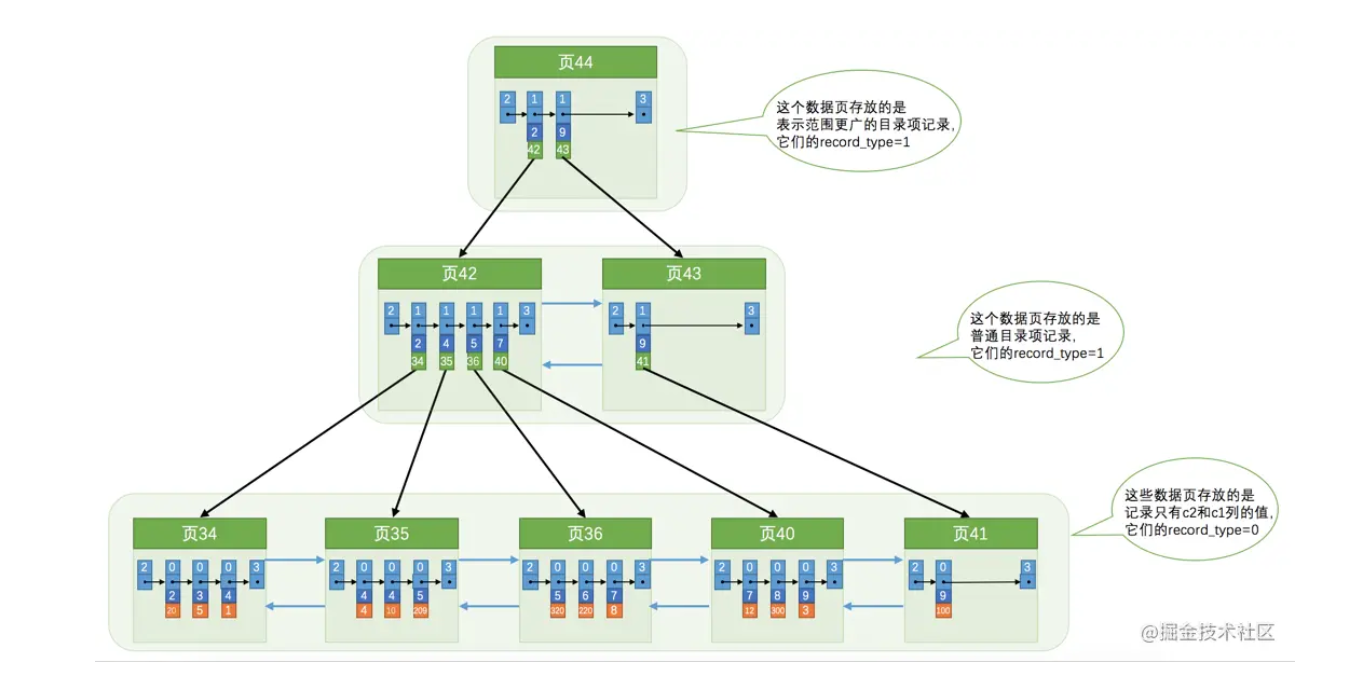 页44
2 1 1 3
2 9
42 43
这个数据页存放的是
表示范围更广的目录项记录,
它们的record_type=1
页42
2 1 1 1 1 3
2 4 5 7
34 35 36 40
页43
2 1 3
9
41
这个数据页存放的是
普通目录项记录,
它们的record_type=1
页34
2 0 0 0 3
2 3 4
20 5 1
页35
2 0 0 0 3
4 4 5
4 10 209
页36
2 0 0 0 3
5 6 7
320 220 8
页40
2 0 0 0 3
7 8 9
12 300 3
页41
2 0 3
9
100
这些数据页存放的是
记录只有c2和c1列的值,
它们的record_type=0
@掘金技术社区